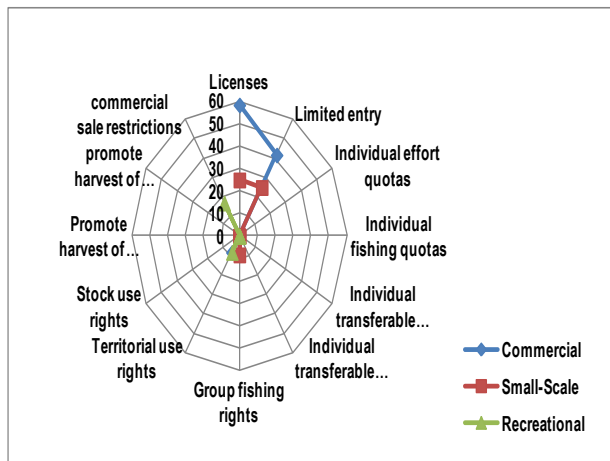 Licenses
Limited entry
Individual effort
quotas
Individual
fishing quotas
Individual
transferable...
Individual
transferable...
Group fishing
rights
Territorial use
rights
Stock use
rights
Promote
harvest of...
promote
harvest of ...
commercial
sale restrictions
60
50
40
30
20
10
0
Commercial
Small-Scale
Recreational